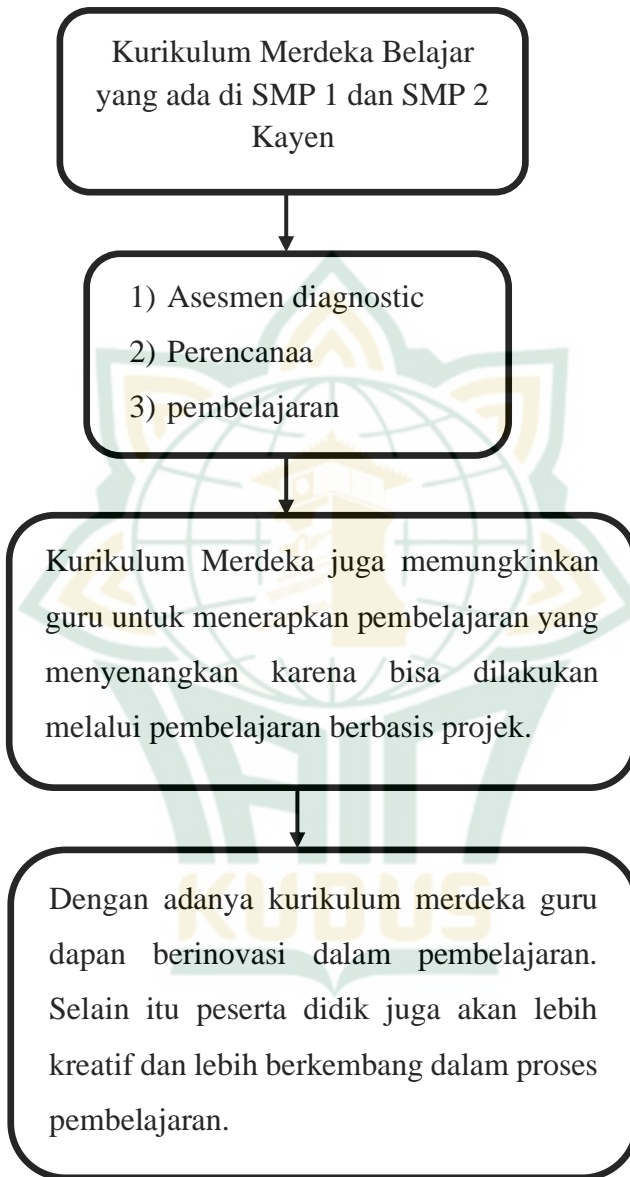 Kurikulum Merdeka Belajar
yang ada di SMP 1 dan SMP 2
Kayen
1) Asesmen diagnostic
2) Perencanaa
3) pembelajaran
Kurikulum Merdeka juga memungkinkan
guru untuk menerapkan pembelajaran yang
menyenangkan karena bisa dilakukan
melalui pembelajaran berbasis projek.
Dengan adanya kurikulum merdeka guru
dapan berinovasi dalam pembelajaran.
Selain itu peserta didik juga akan lebih
kreatif dan lebih berkembang dalam proses
pembelajaran.
IAIN
KUDUS